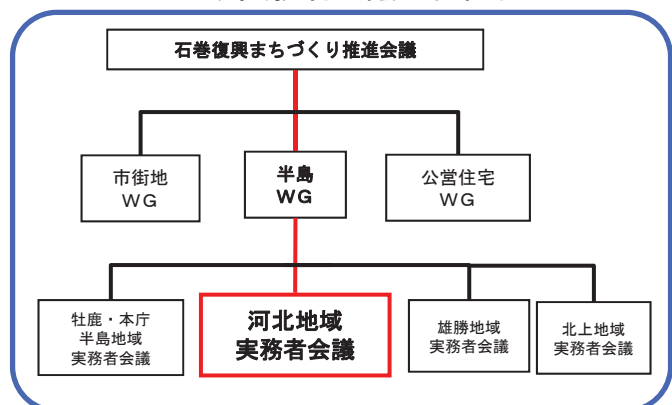 石巻復興まちづくり推進会議
市街地
ＷＧ
半島
ＷＧ
公営住宅
ＷＧ
牡鹿・本庁
半島地域
実務者会議
河北地域
実務者会議
雄勝地域
実務者会議
北上地域
実務者会議